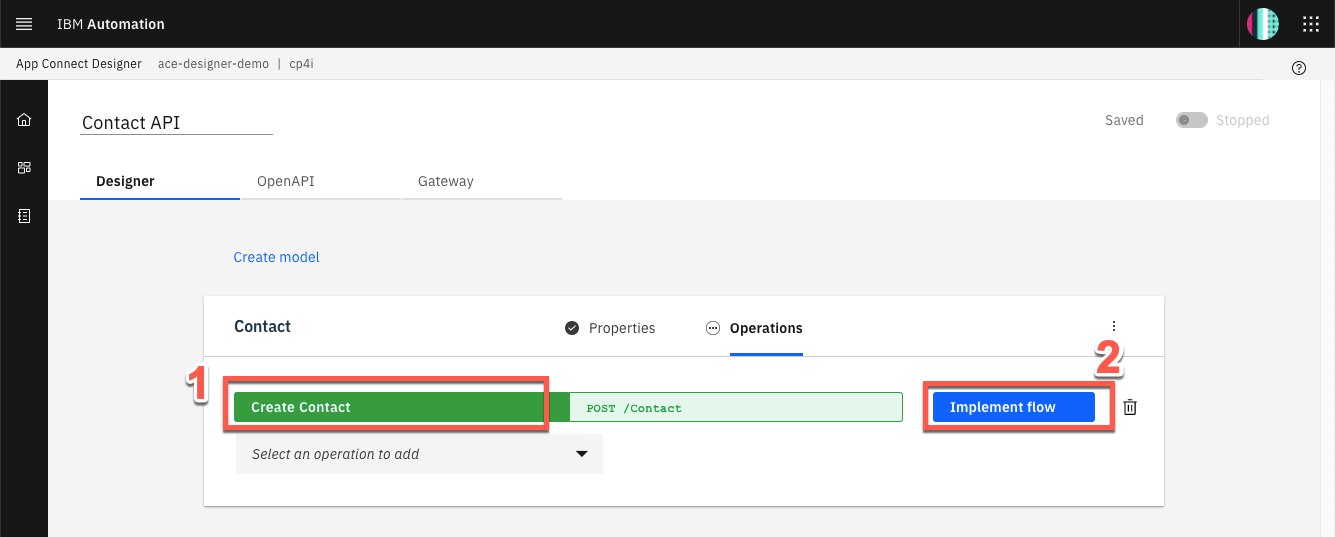 IBM Automation
App Connect Designer ace-designer-demo | cp4i
Contact API
Saved Stopped
Designer OpenAPI Gateway
Create model
Contact Properties Operations
1 2
Create Contact POST /Contact Implement flow
Select an operation to add